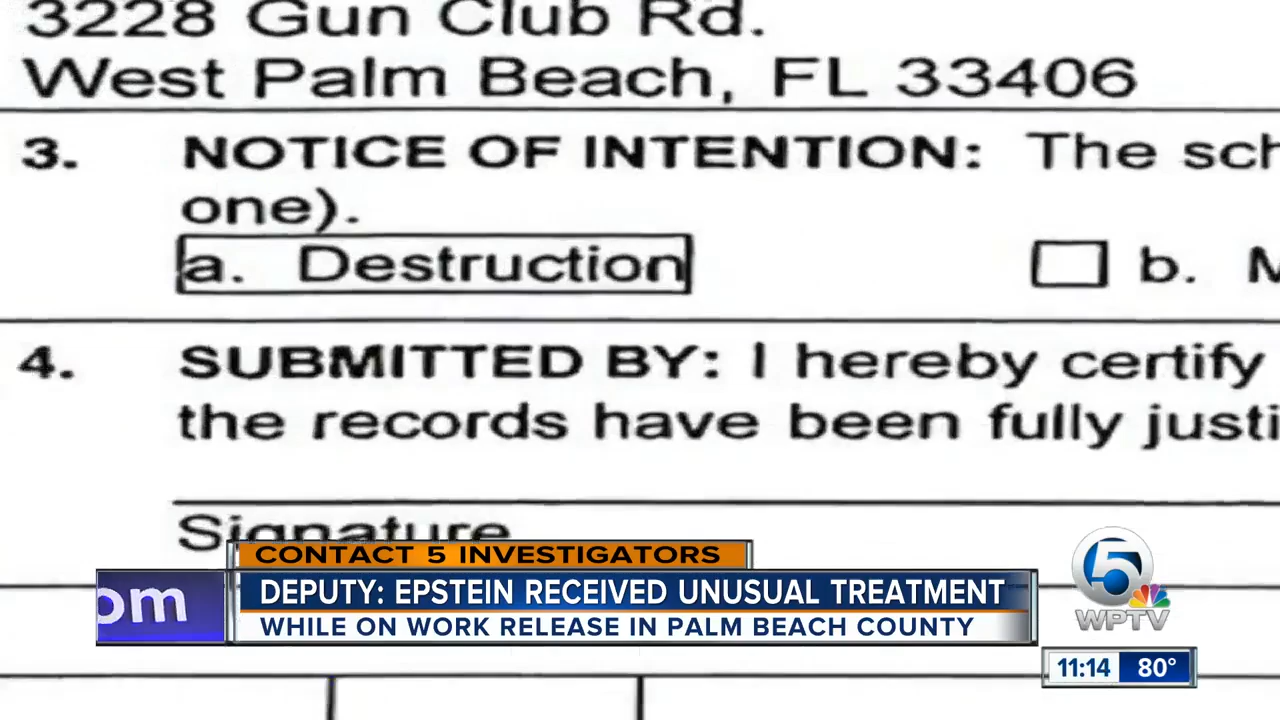 3228 Gun Club Rd.
West Palm Beach, FL 33406
3. NOTICE OF INTENTION: The sch
one).
a. Destruction b. M
4. SUBMITTED BY: I hereby certify
the records have been fully justi
Signature
CONTACT 5 INVESTIGATORS
om
DEPUTY: EPSTEIN RECEIVED UNUSUAL TREATMENT
WHILE ON WORK RELEASE IN PALM BEACH COUNTY
5
WPTV
11:14 80°